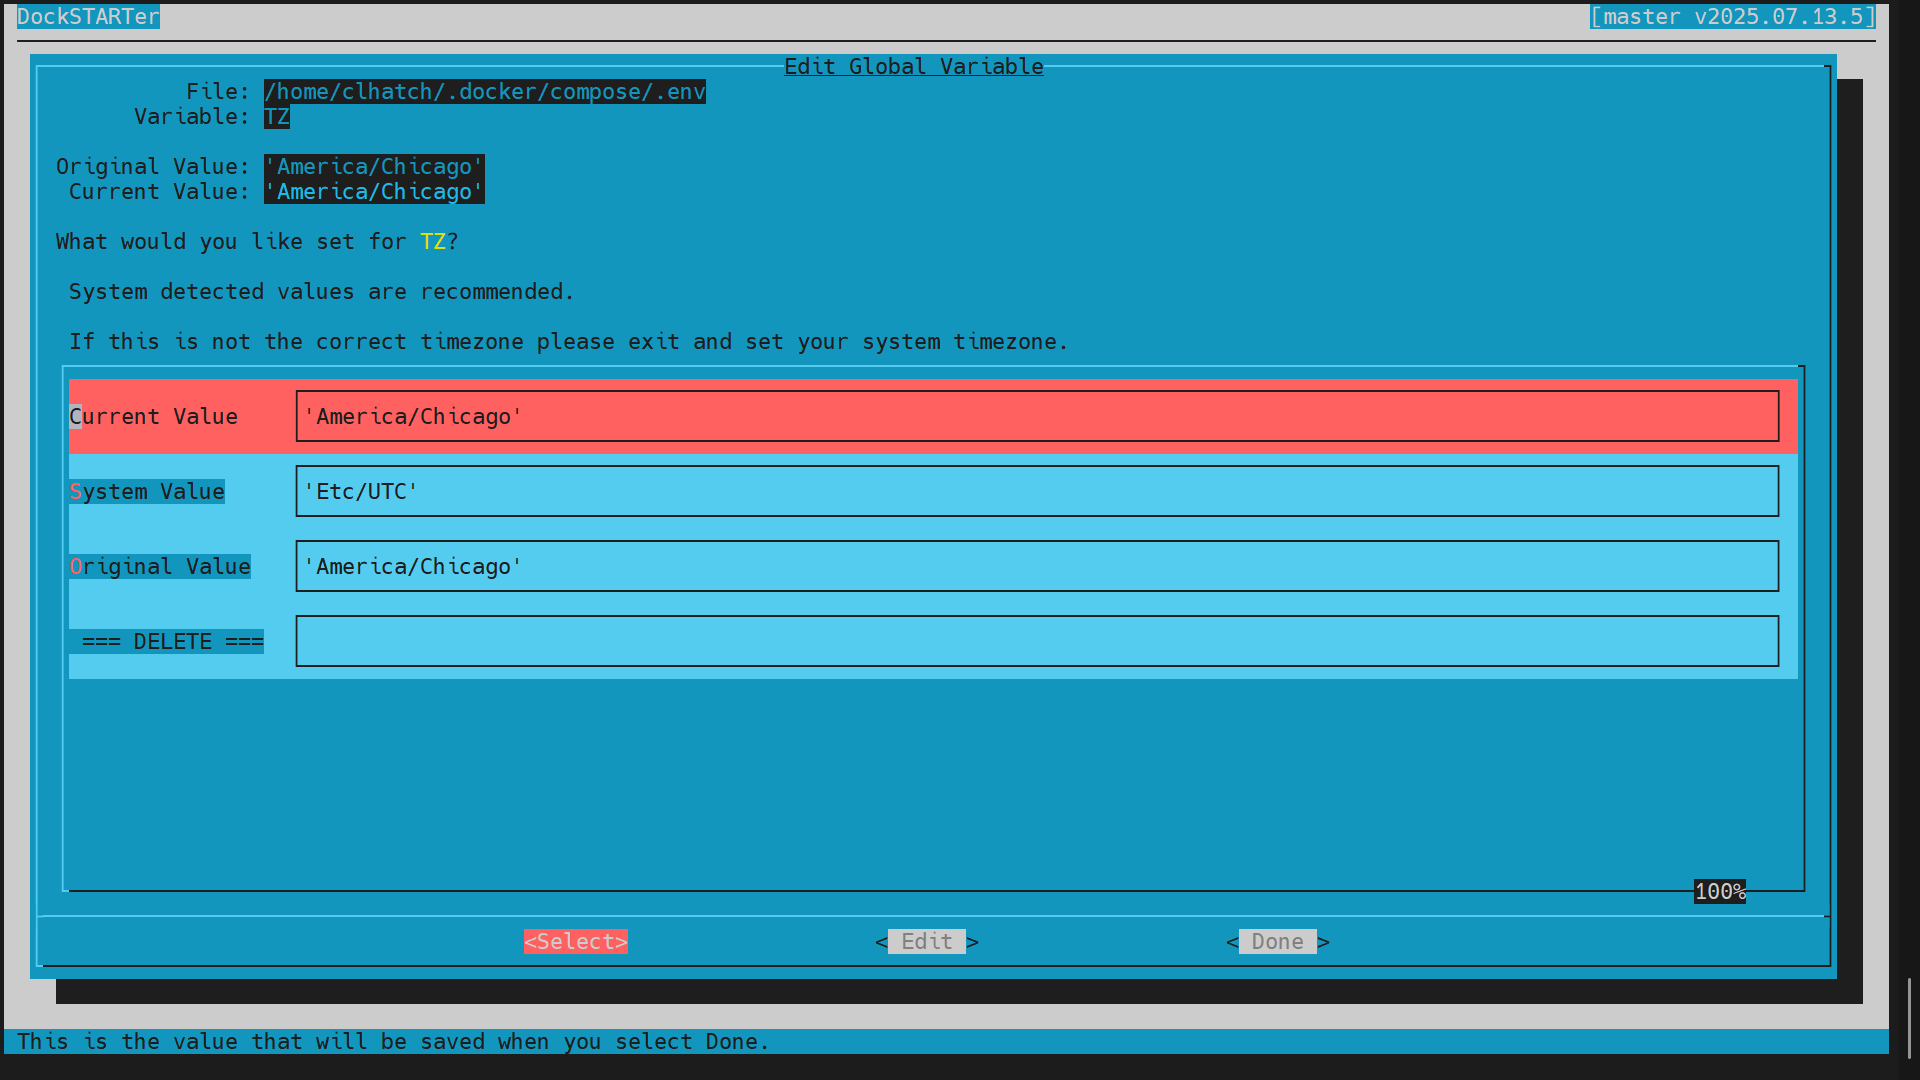 DockSTARTer [master v2025.07.13.5]
Edit Global Variable
File: /home/clhatch/.docker/compose/.env
Variable: TZ
Original Value: 'America/Chicago'
Current Value: 'America/Chicago'
What would you like set for TZ?
System detected values are recommended.
If this is not the correct timezone please exit and set your system timezone.
Current Value 'America/Chicago'
System Value 'Etc/UTC'
Original Value 'America/Chicago'
=== DELETE ===
100%
<Select> < Edit > < Done >
This is the value that will be saved when you select Done.